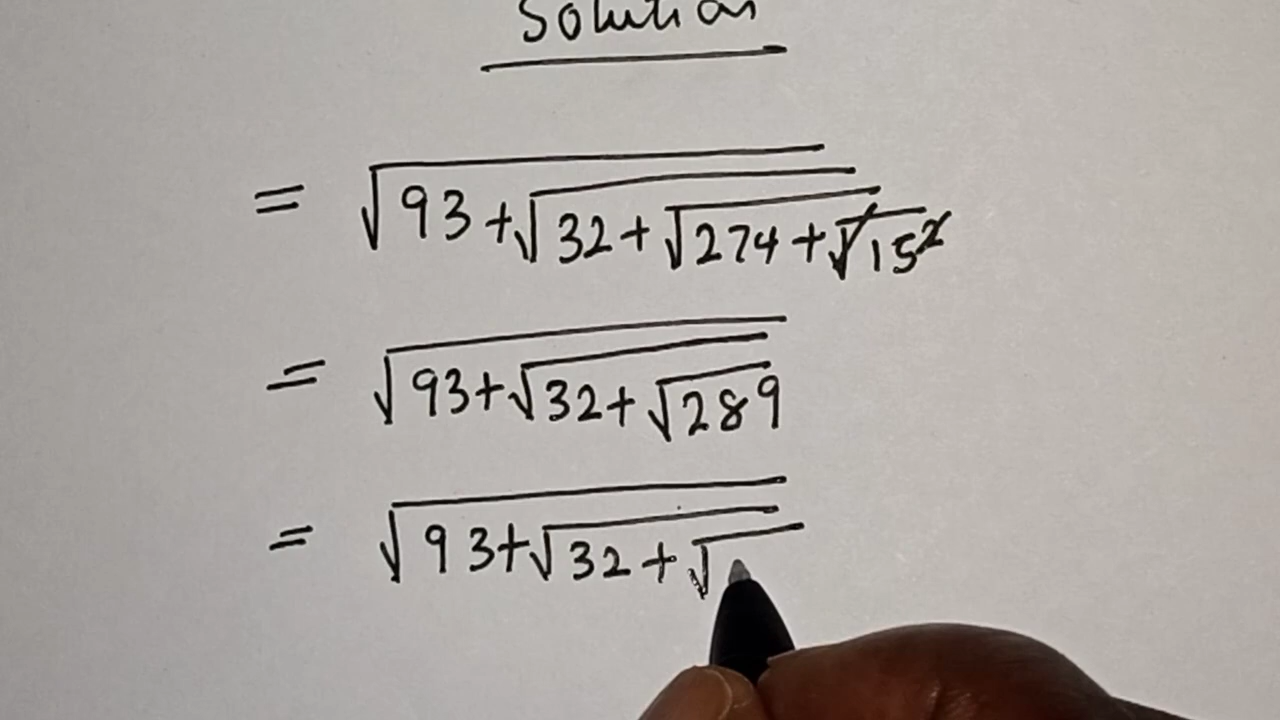 Solution
= √93+√32+√274+√15²
= √93+√32+√289
= √93+√32+√